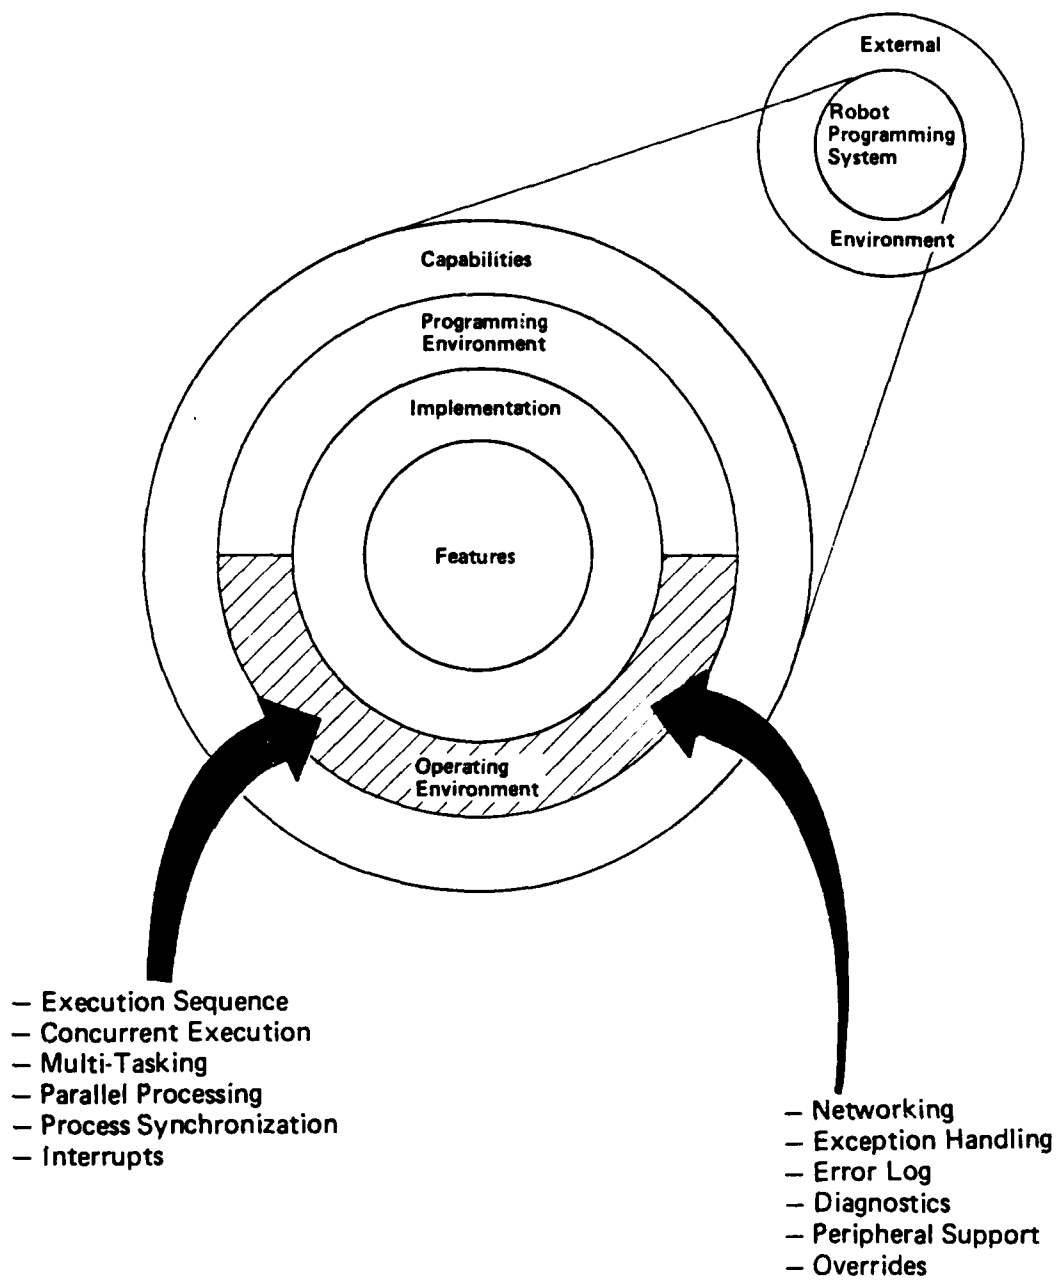 External
Robot
Programming
System
Environment
Capabilities
Programming
Environment
Implementation
Features
Operating
Environment
— Execution Sequence
— Concurrent Execution
— Multi-Tasking
— Parallel Processing
— Process Synchronization
— Interrupts
— Networking
— Exception Handling
— Error Log
— Diagnostics
— Peripheral Support
— Overrides